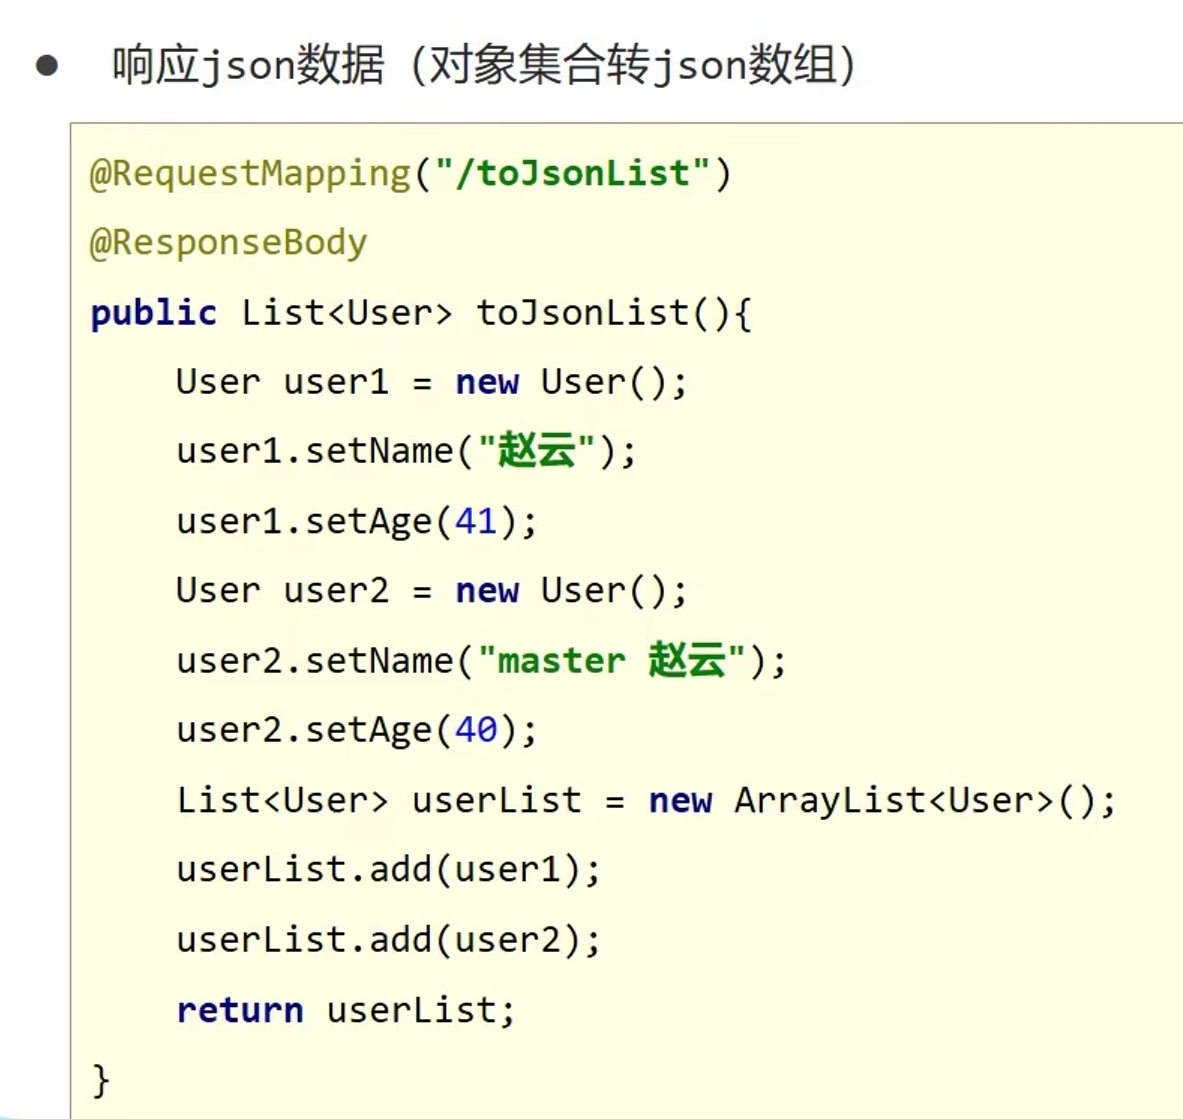 ● 响应json数据（对象集合转json数组）
@RequestMapping("/toJsonList")
@ResponseBody
public List<User> toJsonList(){
    User user1 = new User();
    user1.setName("赵云");
    user1.setAge(41);
    User user2 = new User();
    user2.setName("master 赵云");
    user2.setAge(40);
    List<User> userList = new ArrayList<User>();
    userList.add(user1);
    userList.add(user2);
    return userList;
}